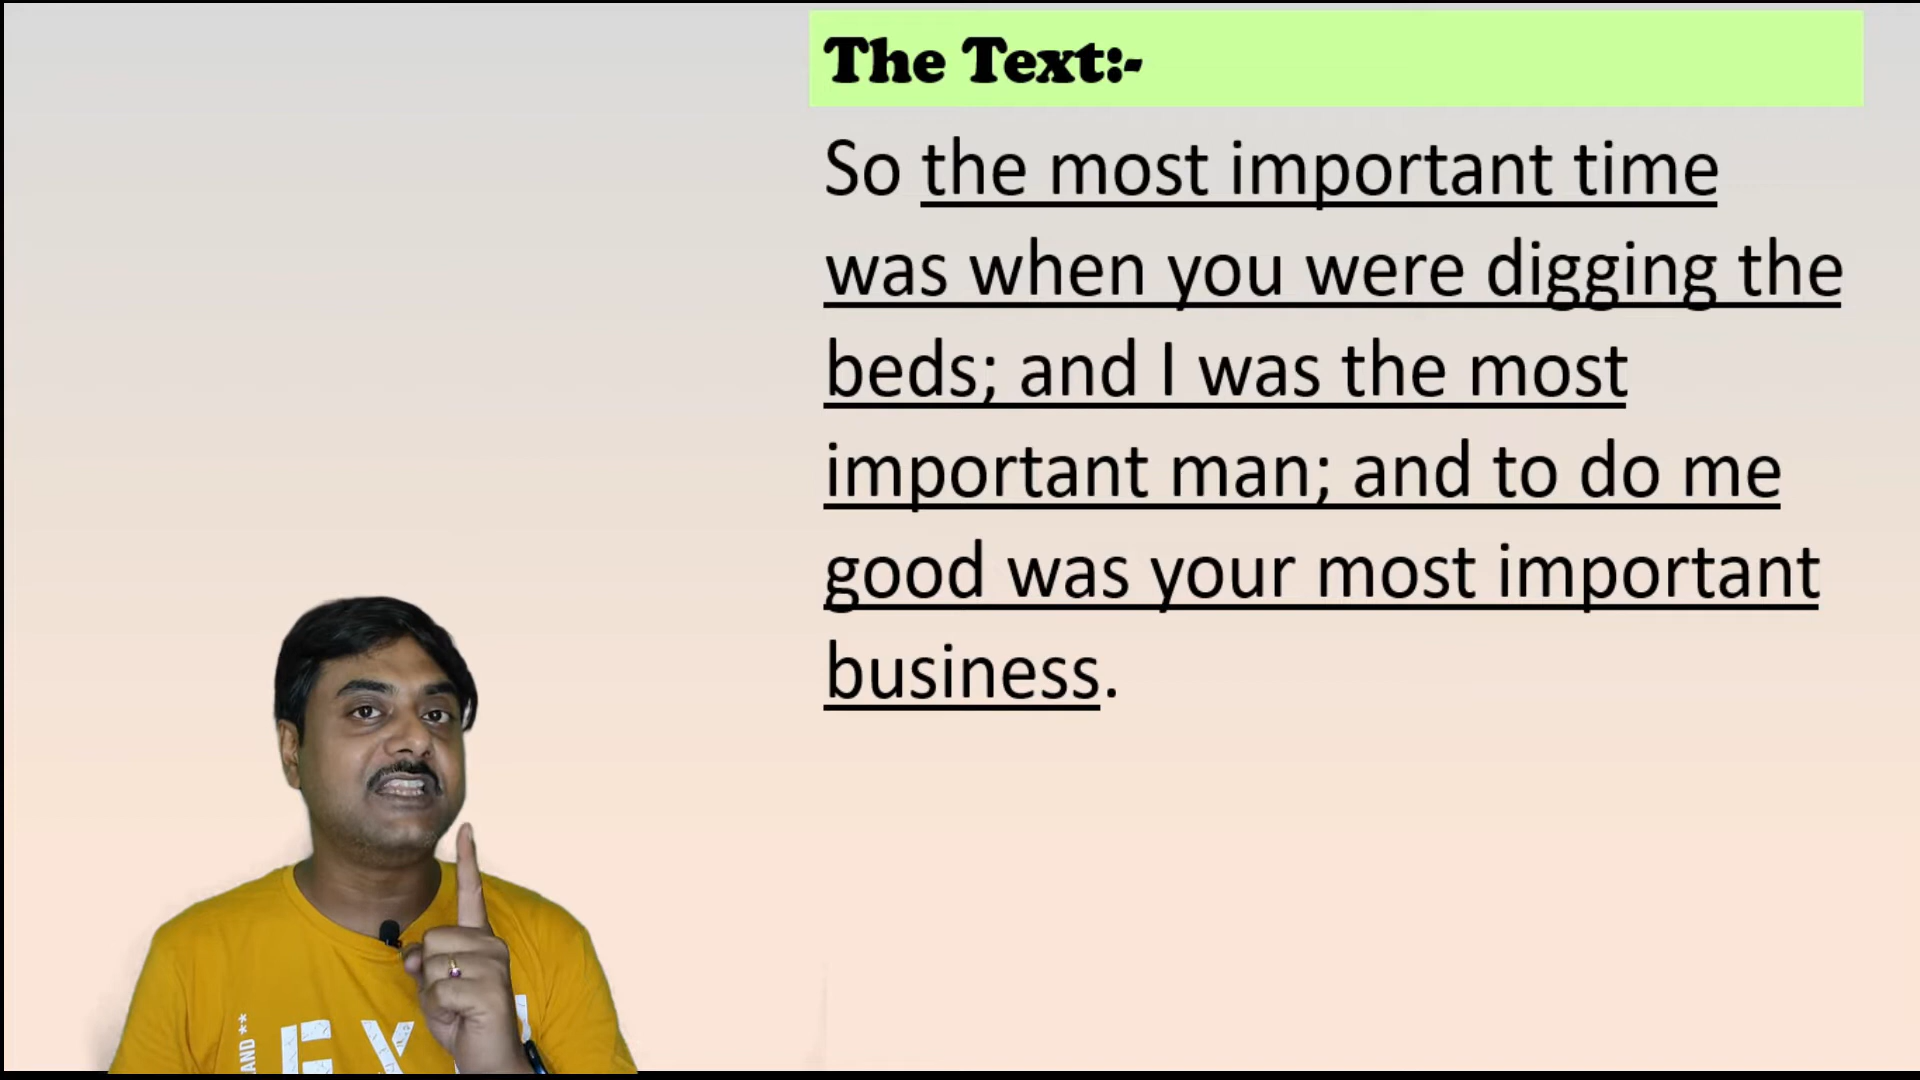 The Text:-
So the most important time
was when you were digging the
beds; and I was the most
important man; and to do me
good was your most important
business.